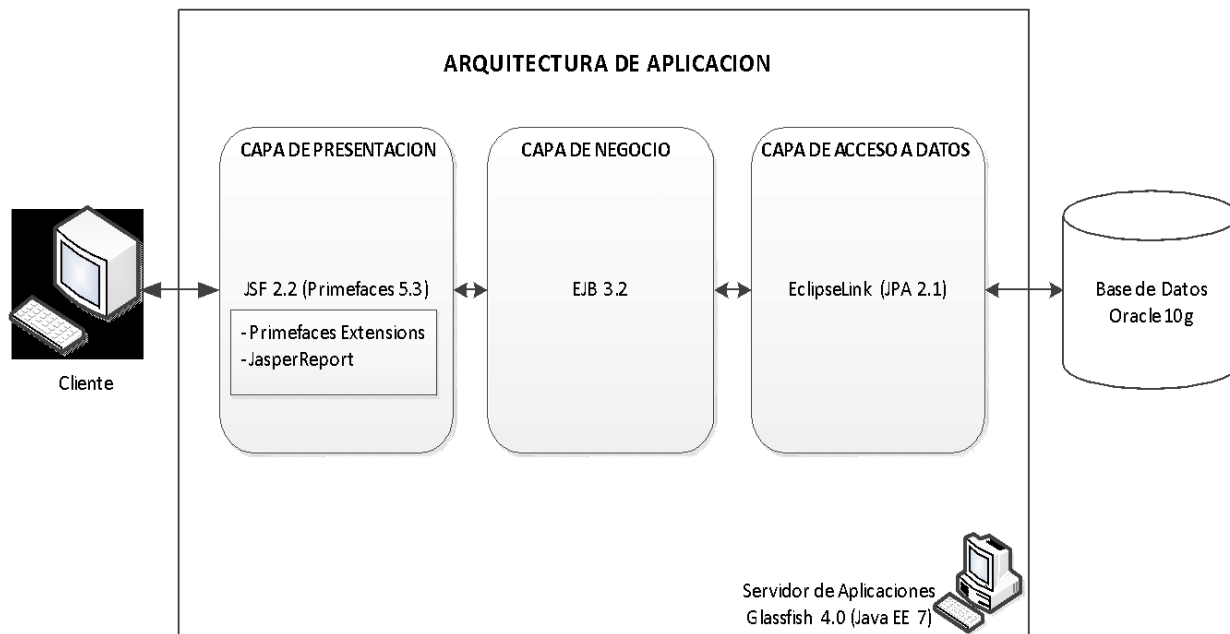 ARQUITECTURA DE APLICACION
CAPA DE PRESENTACION
JSF 2.2 (Primefaces 5.3)
-Primefaces Extensions
-JasperReport
CAPA DE NEGOCIO
EJB 3.2
CAPA DE ACCESO A DATOS
EclipseLink (JPA 2.1)
Cliente
Base de Datos
Oracle 10g
Servidor de Aplicaciones
Glassfish 4.0 (Java EE 7)